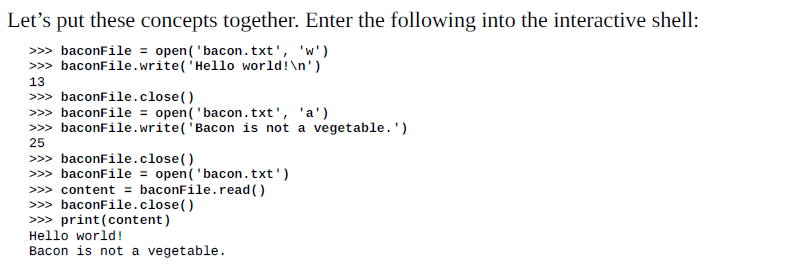 Let’s put these concepts together. Enter the following into the interactive shell:
>>> baconFile = open('bacon.txt', 'w')
>>> baconFile.write('Hello world!\n')
13
>>> baconFile.close()
>>> baconFile = open('bacon.txt', 'a')
>>> baconFile.write('Bacon is not a vegetable.')
25
>>> baconFile.close()
>>> baconFile = open('bacon.txt')
>>> content = baconFile.read()
>>> baconFile.close()
>>> print(content)
Hello world!
Bacon is not a vegetable.